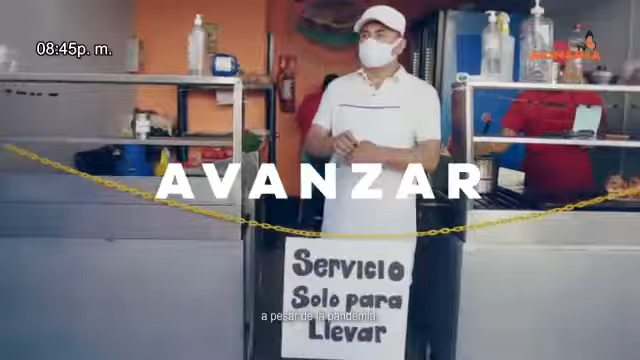 08:45p. m.
AVANZAR
Servicio
Solo para
a pesar de la pandemia
Llevar